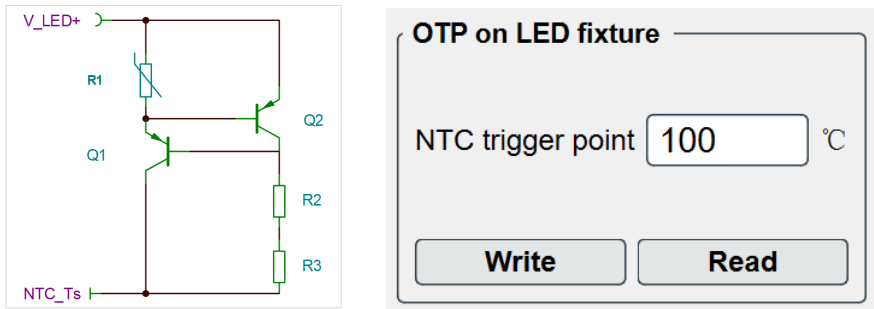 V_LED+
R1
Q2
Q1
R2
R3
NTC_Ts
OTP on LED fixture
NTC trigger point 100 ℃
Write Read